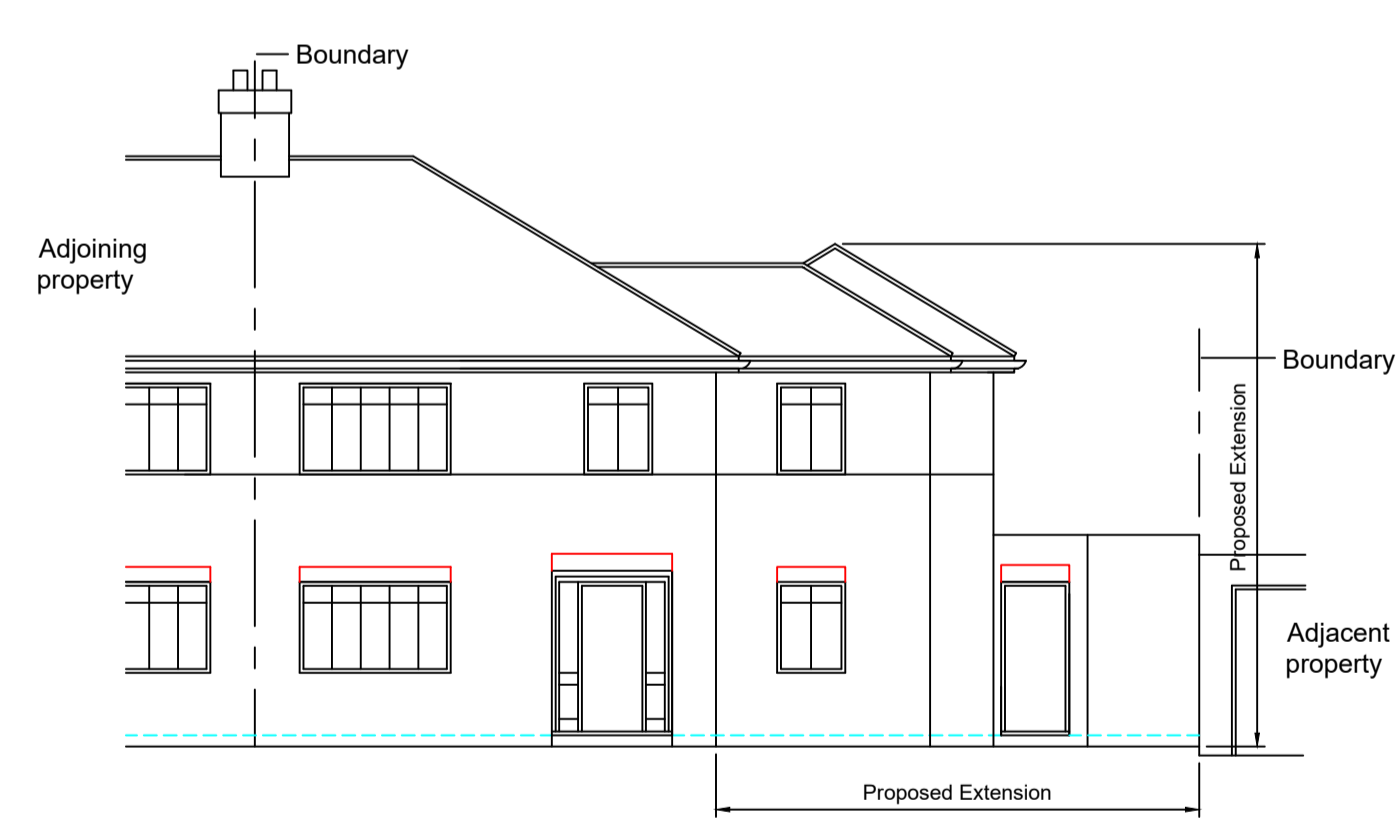 Boundary
Adjoining
property
Boundary
Proposed Extension
Adjacent
property
Proposed Extension